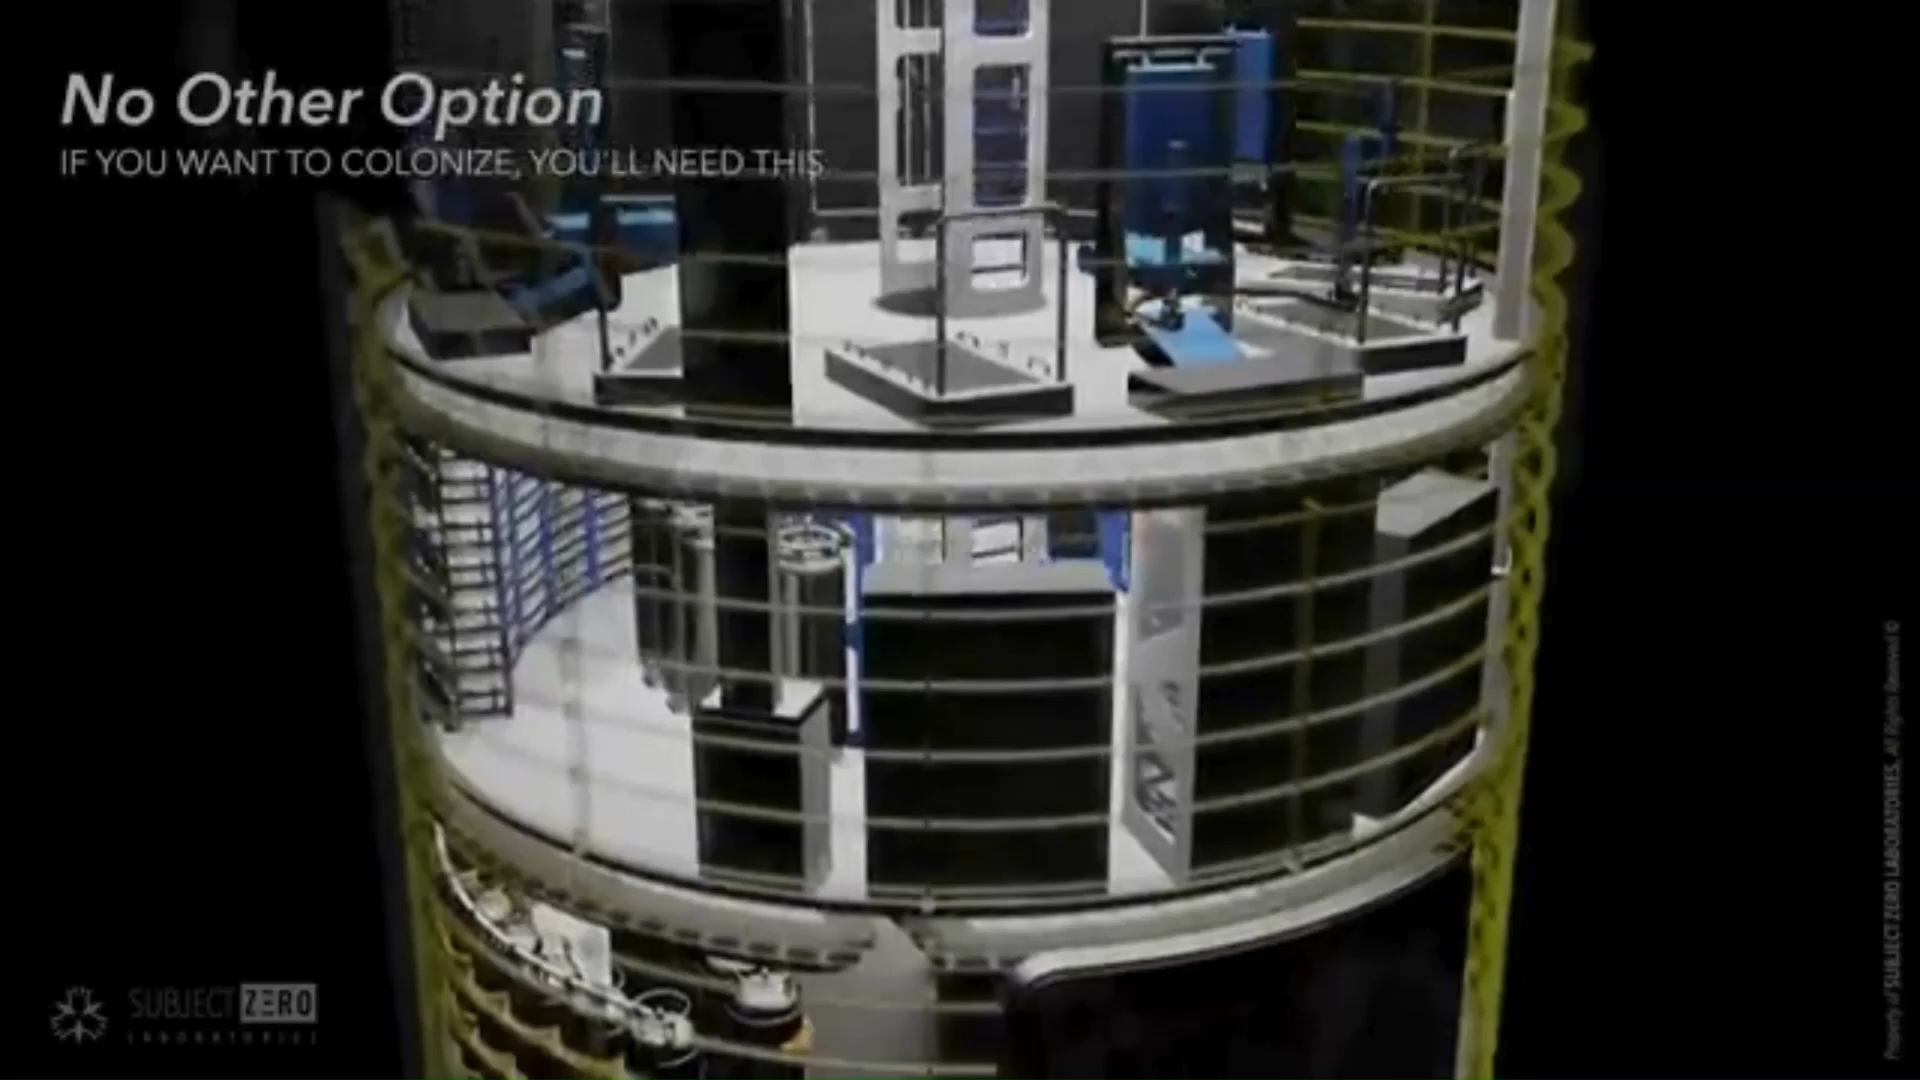 No Other Option
IF YOU WANT TO COLONIZE, YOU'LL NEED THIS.
SUBJECT ZERO
LABORATORIES
Property of SUBJECT ZERO LABORATORIES, All Rights Reserved ©